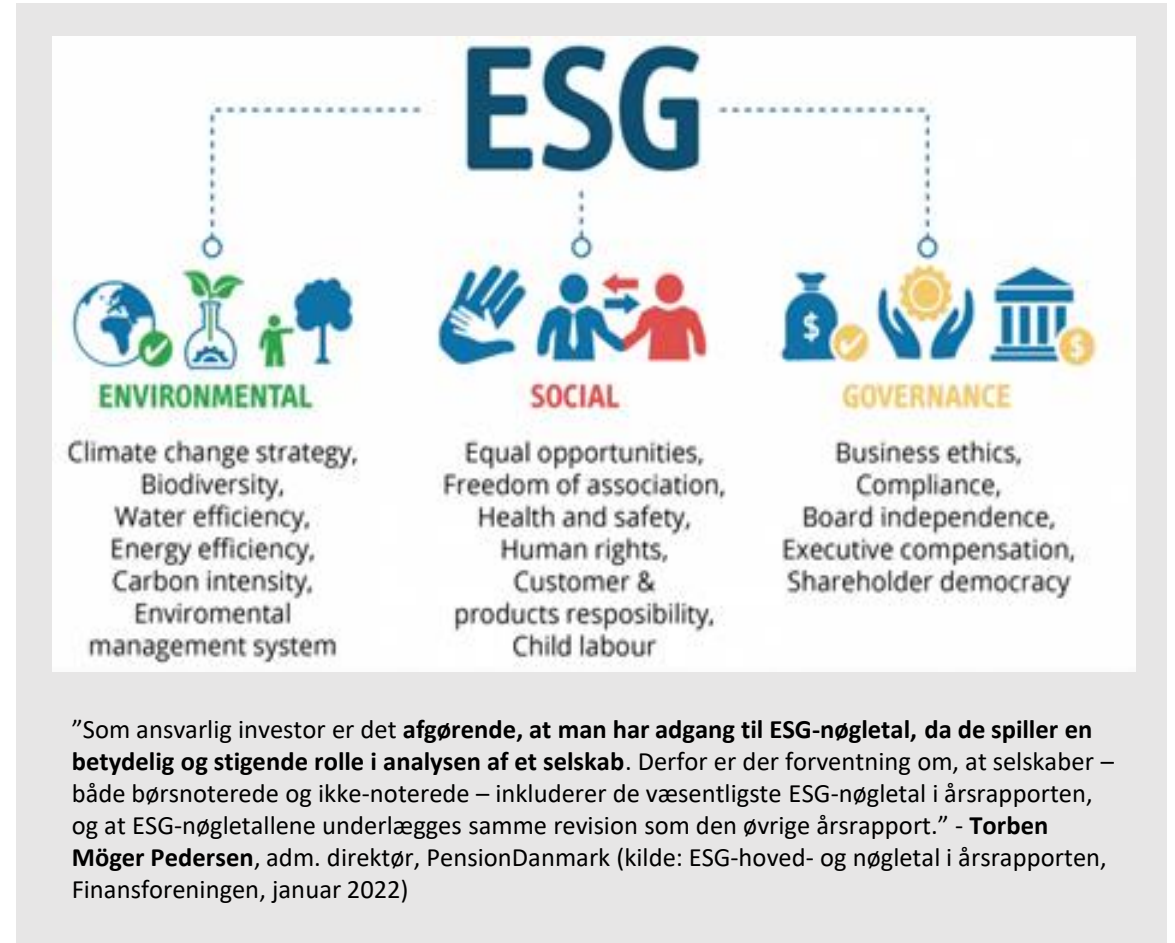 ESG
ENVIRONMENTAL
Climate change strategy,
Biodiversity,
Water efficiency,
Energy efficiency,
Carbon intensity,
Enviromental
management system
SOCIAL
Equal opportunities,
Freedom of association,
Health and safety,
Human rights,
Customer &
products resposibility,
Child labour
$
$
GOVERNANCE
Business ethics,
Compliance,
Board independence,
Executive compensation,
Shareholder democracy
”Som ansvarlig investor er det afgørende, at man har adgang til ESG-nøgletal, da de spiller en
betydelig og stigende rolle i analysen af et selskab. Derfor er der forventning om, at selskaber –
både børsnoterede og ikke-noterede – inkluderer de væsentligste ESG-nøgletal i årsrapporten,
og at ESG-nøgletallene underlægges samme revision som den øvrige årsrapport.” - Torben
Möger Pedersen, adm. direktør, PensionDanmark (kilde: ESG-hoved- og nøgletal i årsrapporten,
Finansforeningen, januar 2022)